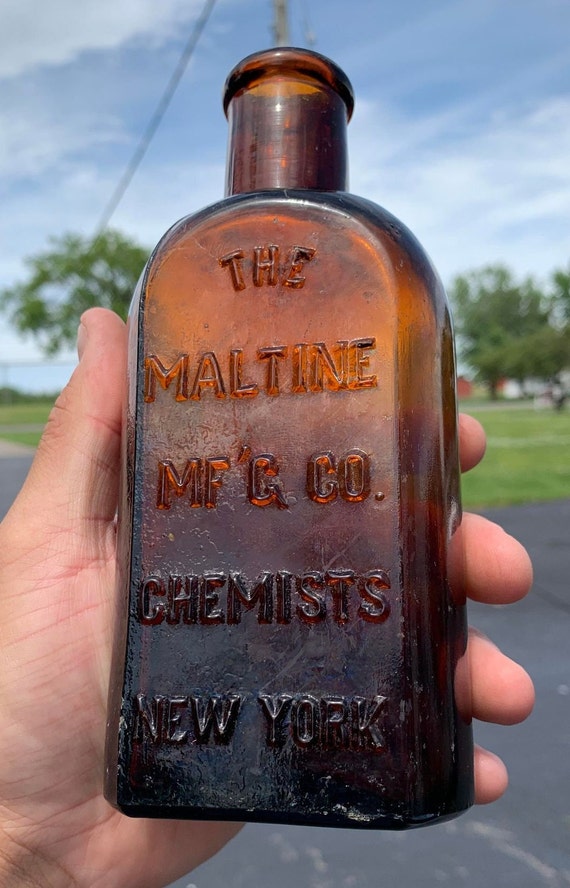 THE
MALTINE
MF'G. CO.
CHEMISTS
NEW YORK